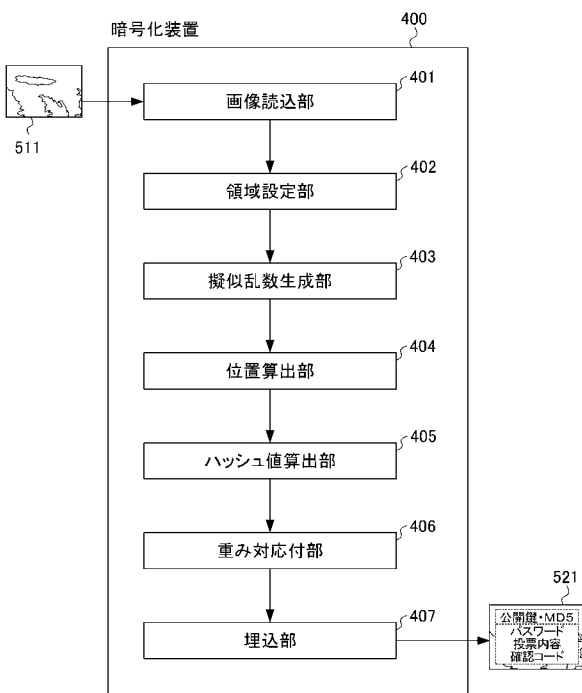 暗号化装置
400
画像読込部
401
511
領域設定部
402
擬似乱数生成部
403
位置算出部
404
ハッシュ値算出部
405
重み対応付部
406
埋込部
407
521
公開鍵・MD5
パスワード
投票内容
確認コード